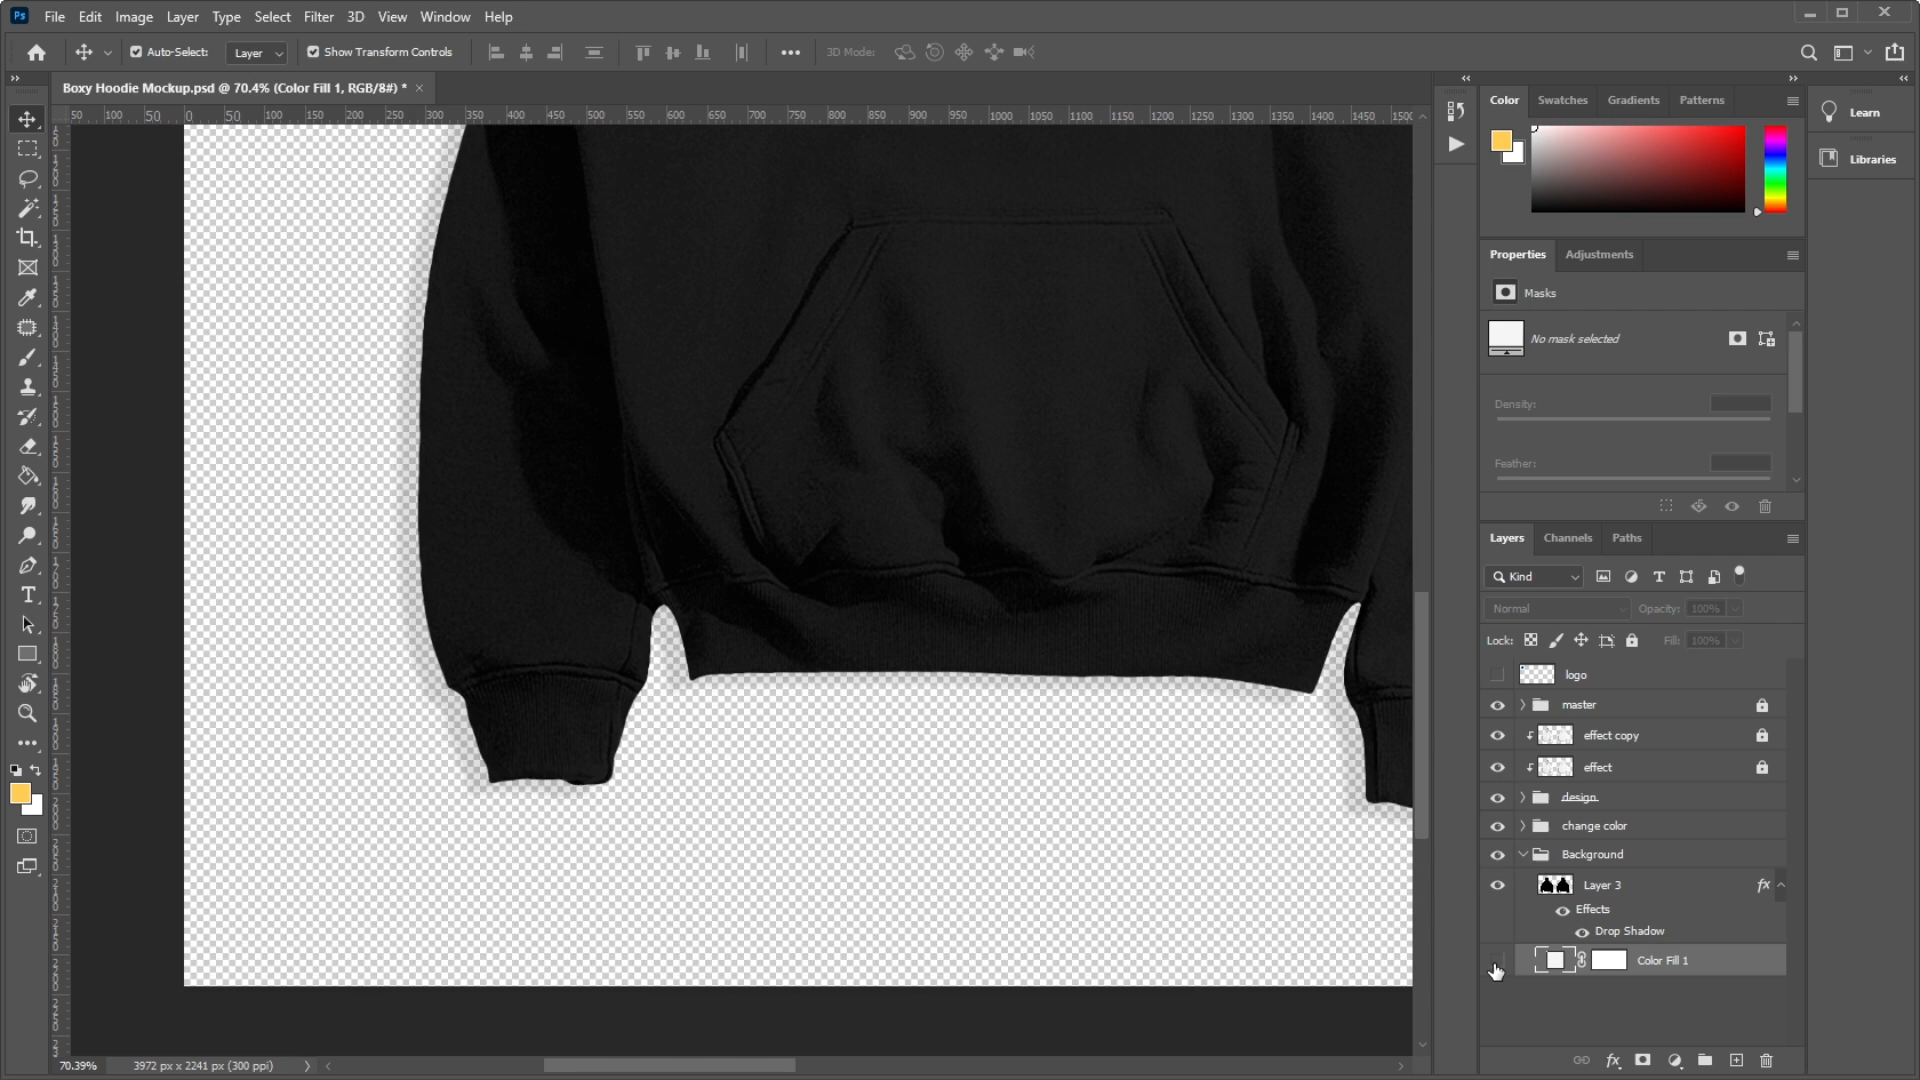 Ps File Edit Image Layer Type Select Filter 3D View Window Help
Auto-Select: Layer Show Transform Controls 3D Mode:
Boxy Hoodie Mockup.psd @ 70.4% (Color Fill 1, RGB/8#) *
50 100 50 0 50 100 150 200 250 300 350 400 450 500 550 600 650 700 750 800 850 900 950 1000 1050 1100 1150 1200 1250 1300 1350 1400 1450 1500
Color Swatches Gradients Patterns
Learn
Libraries
Properties Adjustments
Masks
No mask selected
Density:
Feather:
Layers Channels Paths
Kind
Normal Opacity: 100%
Lock: Fill: 100%
logo
master
effect copy
effect
design
change color
Background
Layer 3 fx
Effects
Drop Shadow
Color Fill 1
70.39% 3972 px x 2241 px (300 ppi)
fx